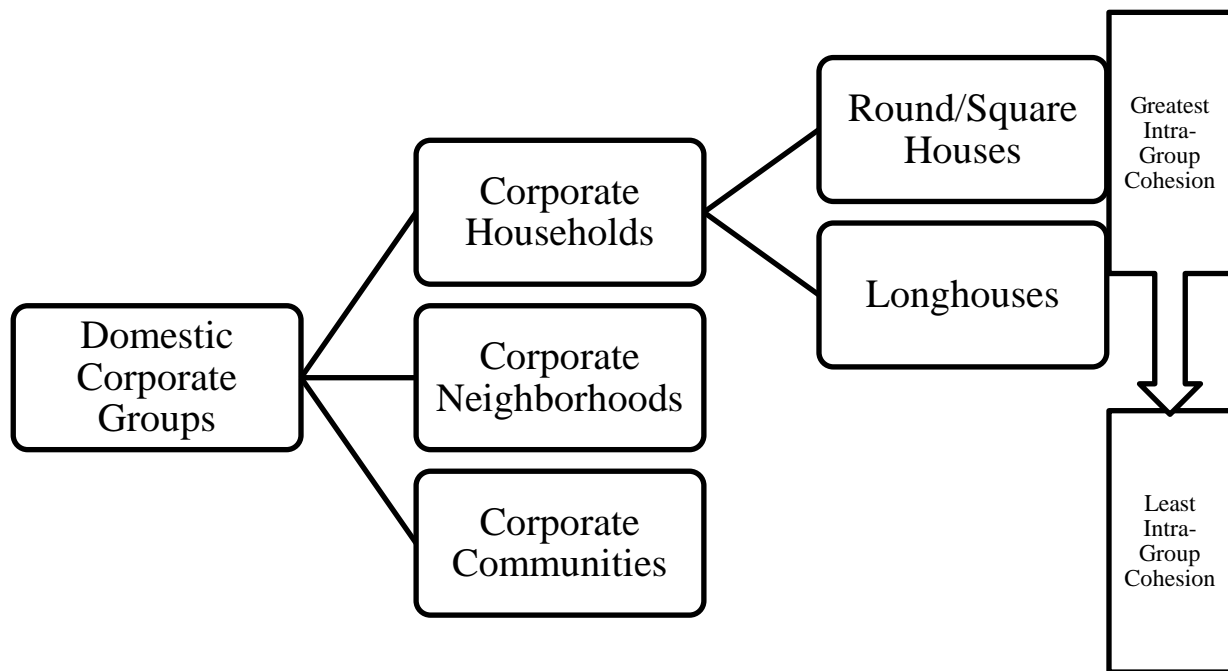 Domestic
Corporate
Groups
Corporate
Households
Corporate
Neighborhoods
Corporate
Communities
Round/Square
Houses
Longhouses
Greatest
Intra-
Group
Cohesion
Least
Intra-
Group
Cohesion